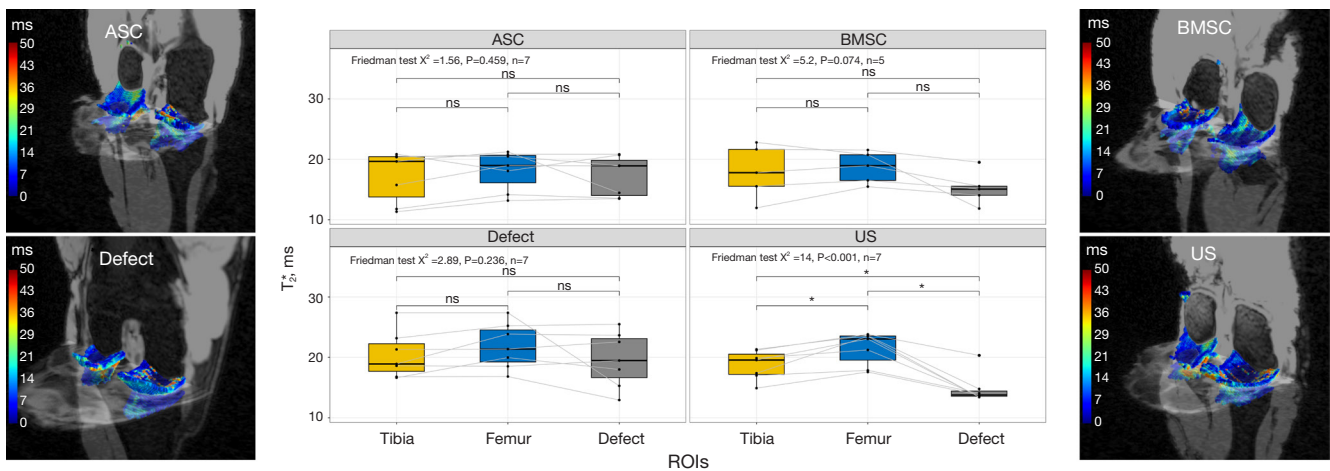 ms
50
43
36
29
21
14
7
0
ASC
ms
50
43
36
29
21
14
7
0
Defect
T2*, ms
ASC
Friedman test X² =1.56, P=0.459, n=7
ns
ns
ns
30
20
10
BMSC
Friedman test X² =5.2, P=0.074, n=5
ns
ns
ns
Defect
Friedman test X² =2.89, P=0.236, n=7
ns
ns
ns
30
20
10
US
Friedman test X² =14, P<0.001, n=7
*
*
*
Tibia Femur Defect Tibia Femur Defect
ROIs
ms
50
43
36
29
21
14
7
0
BMSC
ms
50
43
36
29
21
14
7
0
US